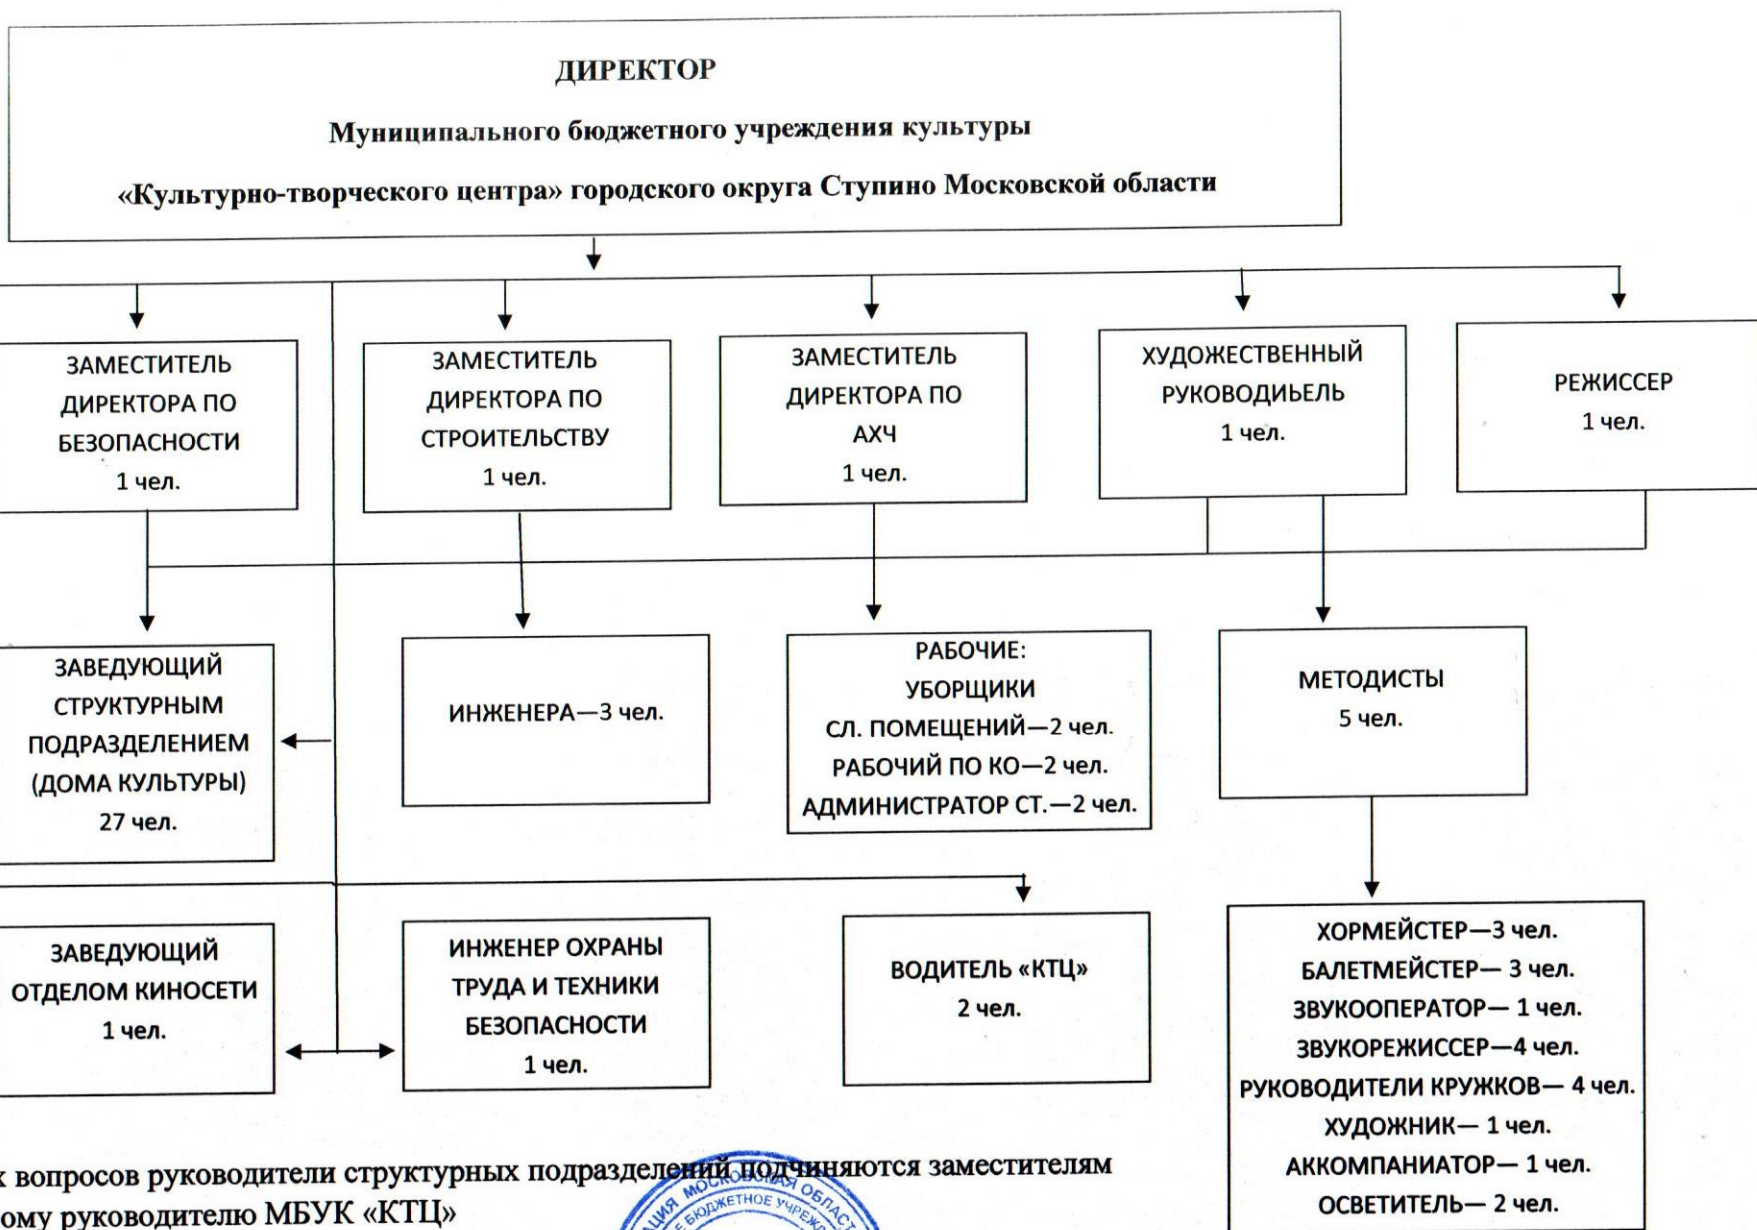 ДИРЕКТОР
Муниципального бюджетного учреждения культуры
«Культурно-творческого центра» городского округа Ступино Московской области
ЗАМЕСТИТЕЛЬ
ДИРЕКТОРА ПО
БЕЗОПАСНОСТИ
1 чел.
ЗАМЕСТИТЕЛЬ
ДИРЕКТОРА ПО
СТРОИТЕЛЬСТВУ
1 чел.
ЗАМЕСТИТЕЛЬ
ДИРЕКТОРА ПО
АХЧ
1 чел.
ХУДОЖЕСТВЕННЫЙ
РУКОВОДИЬЕЛЬ
1 чел.
РЕЖИССЕР
1 чел.
ЗАВЕДУЮЩИЙ
СТРУКТУРНЫМ
ПОДРАЗДЕЛЕНИЕМ
(ДОМА КУЛЬТУРЫ)
27 чел.
ИНЖЕНЕРА—3 чел.
РАБОЧИЕ:
УБОРЩИКИ
СЛ. ПОМЕЩЕНИЙ—2 чел.
РАБОЧИЙ ПО КО—2 чел.
АДМИНИСТРАТОР СТ.—2 чел.
МЕТОДИСТЫ
5 чел.
ЗАВЕДУЮЩИЙ
ОТДЕЛОМ КИНОСЕТИ
1 чел.
ИНЖЕНЕР ОХРАНЫ
ТРУДА И ТЕХНИКИ
БЕЗОПАСНОСТИ
1 чел.
ВОДИТЕЛЬ «КТЦ»
2 чел.
ХОРМЕЙСТЕР—3 чел.
БАЛЕТМЕЙСТЕР— 3 чел.
ЗВУКООПЕРАТОР— 1 чел.
ЗВУКОРЕЖИССЕР—4 чел.
РУКОВОДИТЕЛИ КРУЖКОВ— 4 чел.
ХУДОЖНИК— 1 чел.
АККОМПАНИАТОР— 1 чел.
ОСВЕТИТЕЛЬ— 2 чел.
вопросов руководители структурных подразделений подчиняются заместителям
руководителю МБУК «КТЦ»
МОСКОВСКАЯ
БЮДЖЕТНОЕ